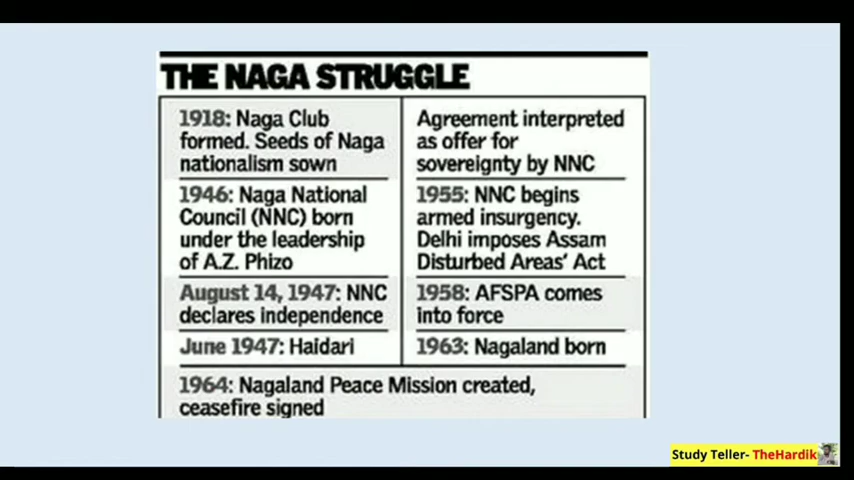 THE NAGA STRUGGLE
1918: Naga Club
formed. Seeds of Naga
nationalism sown
1946: Naga National
Council (NNC) born
under the leadership
of A.Z. Phizo
August 14, 1947: NNC
declares independence
June 1947: Haidari
Agreement interpreted
as offer for
sovereignty by NNC
1955: NNC begins
armed insurgency.
Delhi imposes Assam
Disturbed Areas' Act
1958: AFSPA comes
into force
1963: Nagaland born
1964: Nagaland Peace Mission created,
ceasefire signed
Study Teller- TheHardik